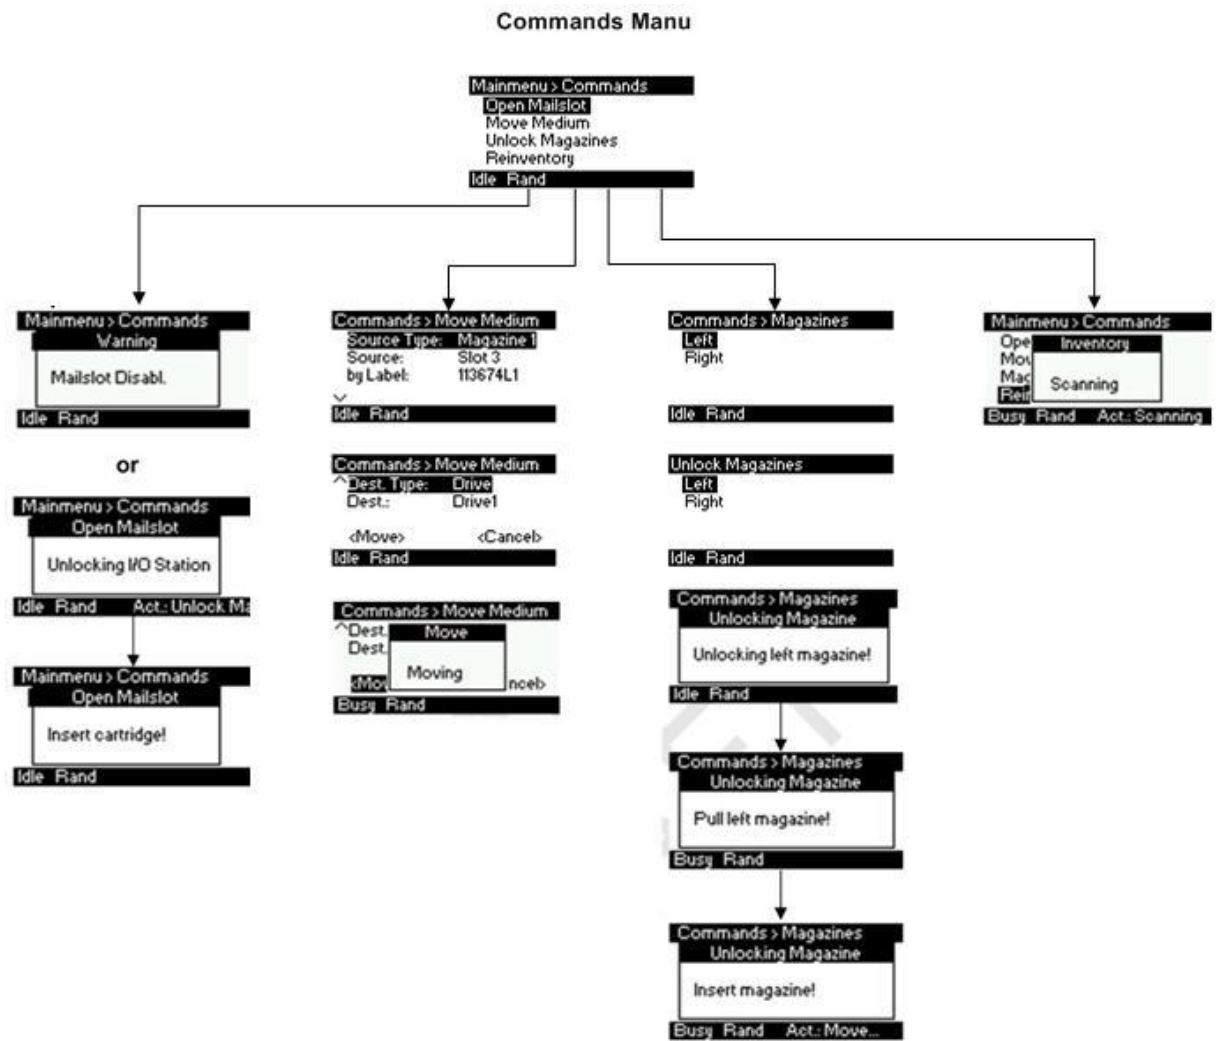 Commands Manu
Mainmenu > Commands
Open Mailslot
Move Medium
Unlock Magazines
Reinventory
Idle Rand
Mainmenu > Commands
Warning
Mailslot Disabl.
Idle Rand
or
Mainmenu > Commands
Open Mailslot
Unlocking I/O Station
Idle Rand Act.: Unlock Ma
Mainmenu > Commands
Open Mailslot
Insert cartridge!
Idle Rand
Commands > Move Medium
Source Type: Magazine 1
Source: Slot 3
by Label: 113674L1
Idle Rand
Commands > Move Medium
Dest. Type: Drive
Dest.: Drive1
<Move> <Cancel>
Idle Rand
Commands > Move Medium
Dest.
Move
Dest.
Moving
<Mov ncel>
Busy Rand
Commands > Magazines
Left
Right
Idle Rand
Unlock Magazines
Left
Right
Idle Rand
Commands > Magazines
Unlocking Magazine
Unlocking left magazine!
Idle Rand
Commands > Magazines
Unlocking Magazine
Pull left magazine!
Busy Rand
Commands > Magazines
Unlocking Magazine
Insert magazine!
Busy Rand Act.: Move...
Mainmenu > Commands
Ope Inventory
Mov
Mag Scanning
Rei
Busy Rand Act.: Scanning